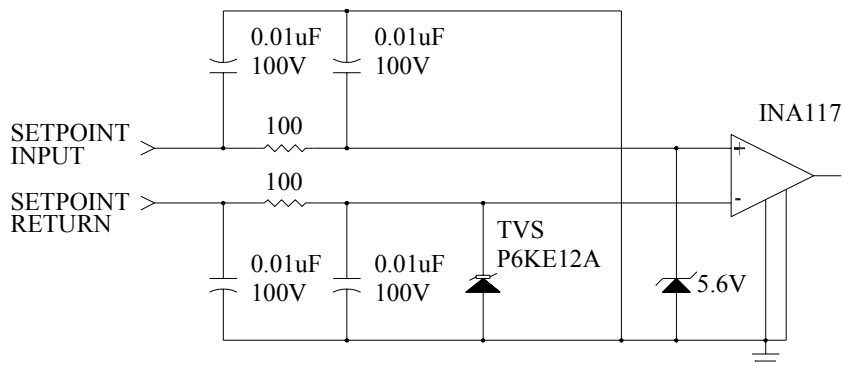 0.01uF
100V
0.01uF
100V
SETPOINT
INPUT
100
INA117
+
SETPOINT
RETURN
100
-
TVS
P6KE12A
0.01uF
100V
0.01uF
100V
5.6V